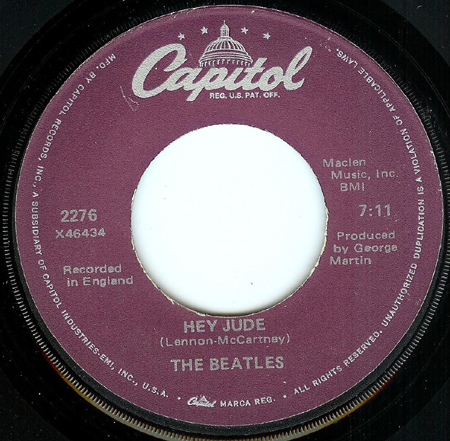 Capitol
REG. U.S. PAT. OFF.
MFG. BY CAPITOL RECORDS, INC., A SUBSIDIARY OF CAPITOL INDUSTRIES-EMI, INC., U.S.A. • Capitol MARCA REG. • ALL RIGHTS RESERVED. UNAUTHORIZED DUPLICATION IS A VIOLATION OF APPLICABLE LAWS.
Maclen
Music, Inc.
BMI
2276
X46434
7:11
Recorded
in England
Produced
by George
Martin
HEY JUDE
(Lennon-McCartney)
THE BEATLES